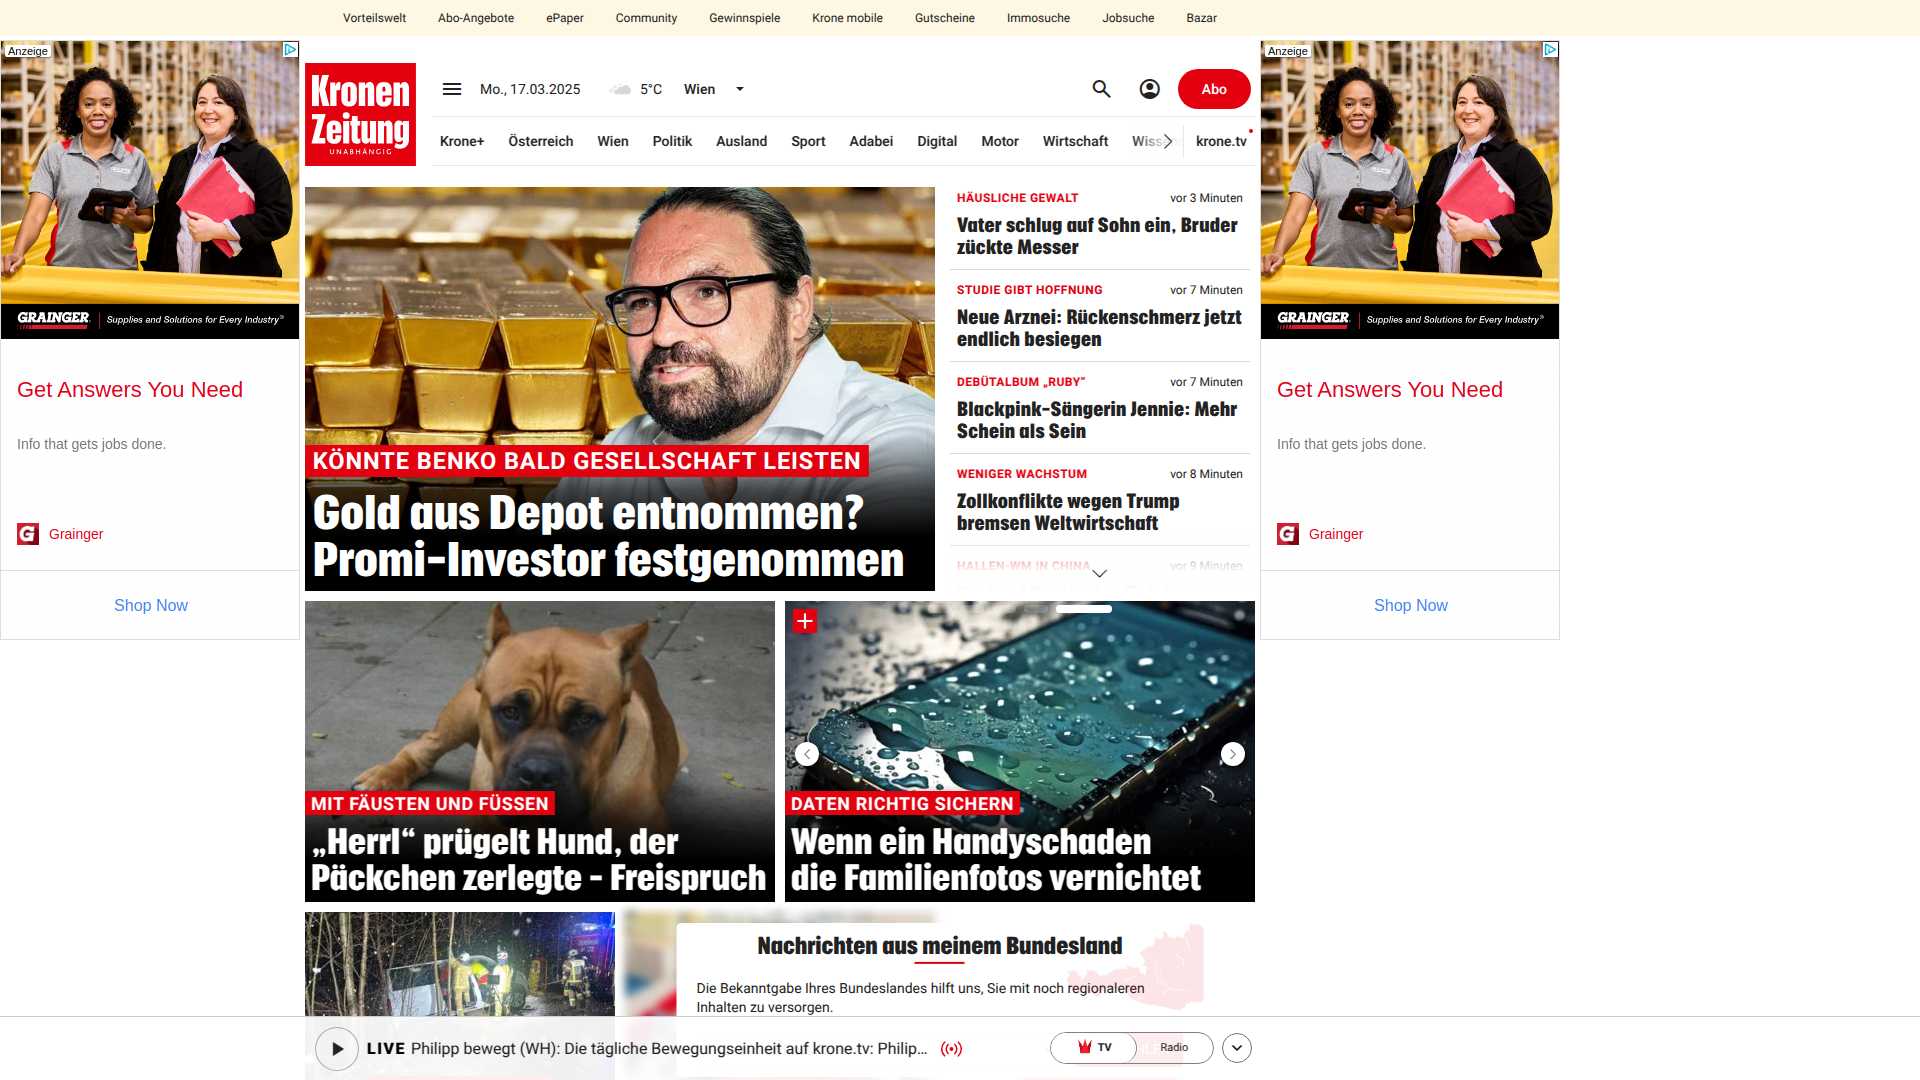 Vorteilswelt Abo-Angebote ePaper Community Gewinnspiele Krone mobile Gutscheine Immosuche Jobsuche Bazar
Anzeige
Kronen
Zeitung
UNABHÄNGIG
Mo., 17.03.2025 5°C Wien
Abo
Krone+ Österreich Wien Politik Ausland Sport Adabei Digital Motor Wirtschaft krone.tv
Anzeige
GRAINGER Supplies and Solutions for Every Industry®
Get Answers You Need
Info that gets jobs done.
Grainger
Shop Now
KÖNNTE BENKO BALD GESELLSCHAFT LEISTEN
Gold aus Depot entnommen?
Promi-Investor festgenommen
HÄUSLICHE GEWALT vor 3 Minuten
Vater schlug auf Sohn ein, Bruder
zückte Messer
STUDIE GIBT HOFFNUNG vor 7 Minuten
Neue Arznei: Rückenschmerz jetzt
endlich besiegen
DEBÜTALBUM „RUBY“ vor 7 Minuten
Blackpink-Sängerin Jennie: Mehr
Schein als Sein
WENIGER WACHSTUM vor 8 Minuten
Zollkonflikte wegen Trump
bremsen Weltwirtschaft
HALLEN-WM IN CHINA vor 9 Minuten
GRAINGER Supplies and Solutions for Every Industry®
Get Answers You Need
Info that gets jobs done.
Grainger
Shop Now
MIT FÄUSTEN UND FÜSSEN
„Herrl“ prügelt Hund, der
Päckchen zerlegte – Freispruch
DATEN RICHTIG SICHERN
Wenn ein Handyschaden
die Familienfotos vernichtet
Nachrichten aus meinem Bundesland
Die Bekanntgabe Ihres Bundeslandes hilft uns, Sie mit noch regionaleren
Inhalten zu versorgen.
LIVE Philipp bewegt (WH): Die tägliche Bewegungseinheit auf krone.tv: Philip...
TV Radio